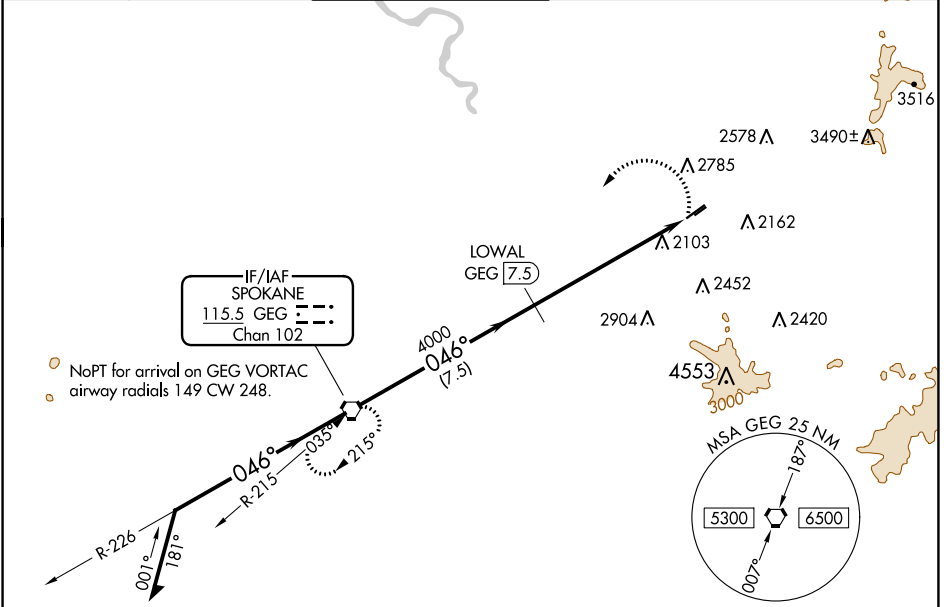 3516
2578
3490±
2785
2162
2103
LOWAL
GEG 7.5
2452
IF/IAF
SPOKANE
115.5 GEG
Chan 102
2904
2420
4000
046°
(7.5)
NoPT for arrival on GEG VORTAC
airway radials 149 CW 248.
4553
3000
046°
035°
215°
R-215
MSA GEG 25 NM
187°
5300
6500
007°
R-226
001°
181°